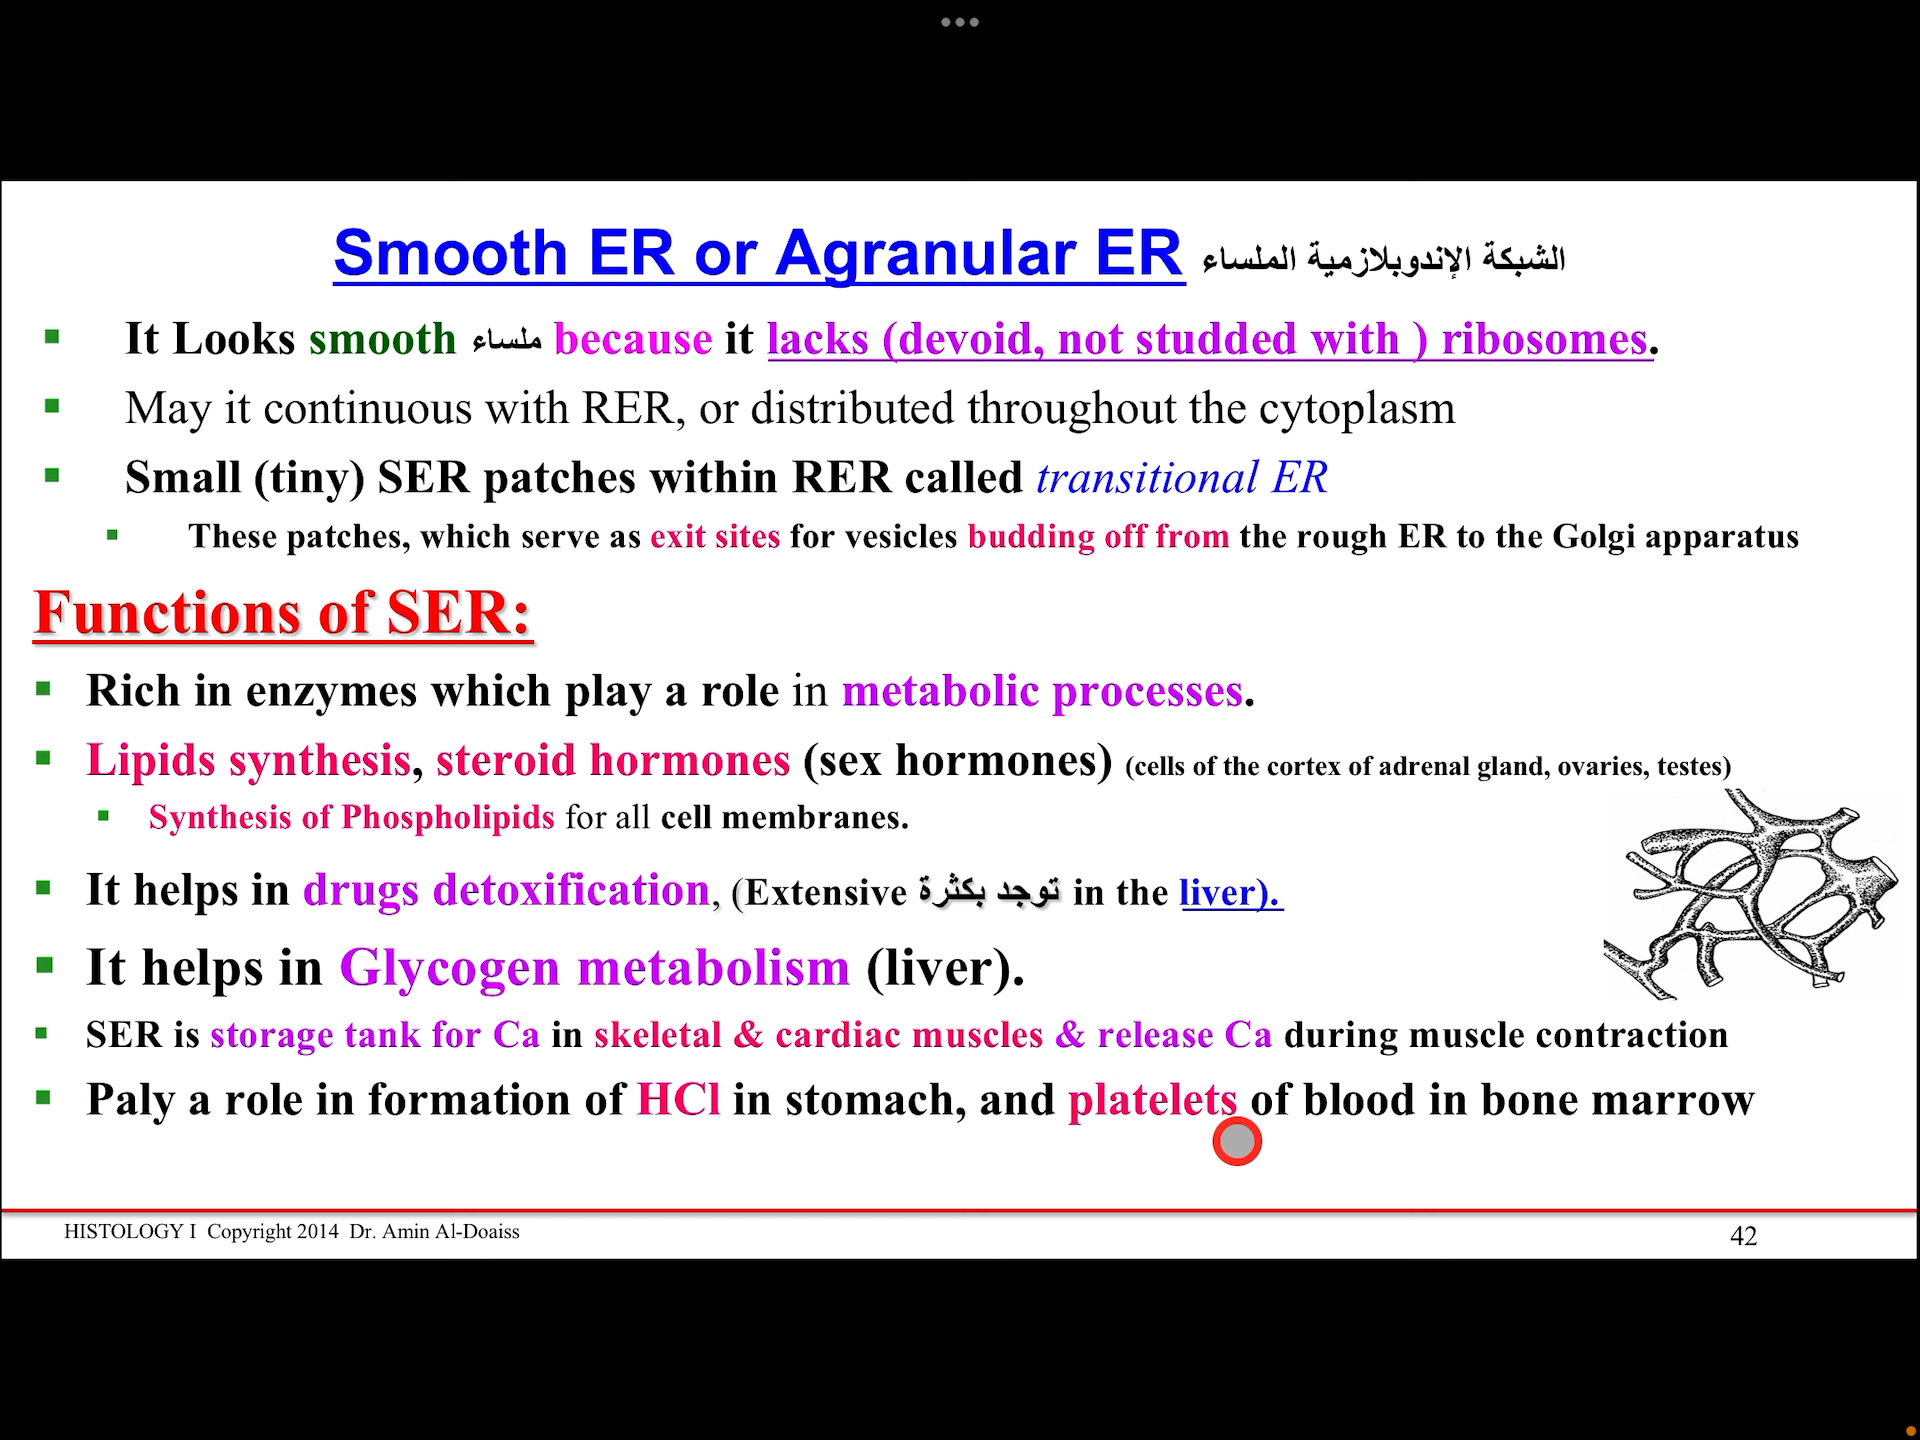 Smooth ER or Agranular ER الشبكة الإندوبلازمية الملساء
It Looks smooth ملساء because it lacks (devoid, not studded with ) ribosomes.
May it continuous with RER, or distributed throughout the cytoplasm
Small (tiny) SER patches within RER called transitional ER
These patches, which serve as exit sites for vesicles budding off from the rough ER to the Golgi apparatus
Functions of SER:
Rich in enzymes which play a role in metabolic processes.
Lipids synthesis, steroid hormones (sex hormones) (cells of the cortex of adrenal gland, ovaries, testes)
Synthesis of Phospholipids for all cell membranes.
It helps in drugs detoxification, (Extensive توجد بكثرة in the liver).
It helps in Glycogen metabolism (liver).
SER is storage tank for Ca in skeletal & cardiac muscles & release Ca during muscle contraction
Paly a role in formation of HCl in stomach, and platelets of blood in bone marrow
HISTOLOGY I Copyright 2014 Dr. Amin Al-Doaiss
42